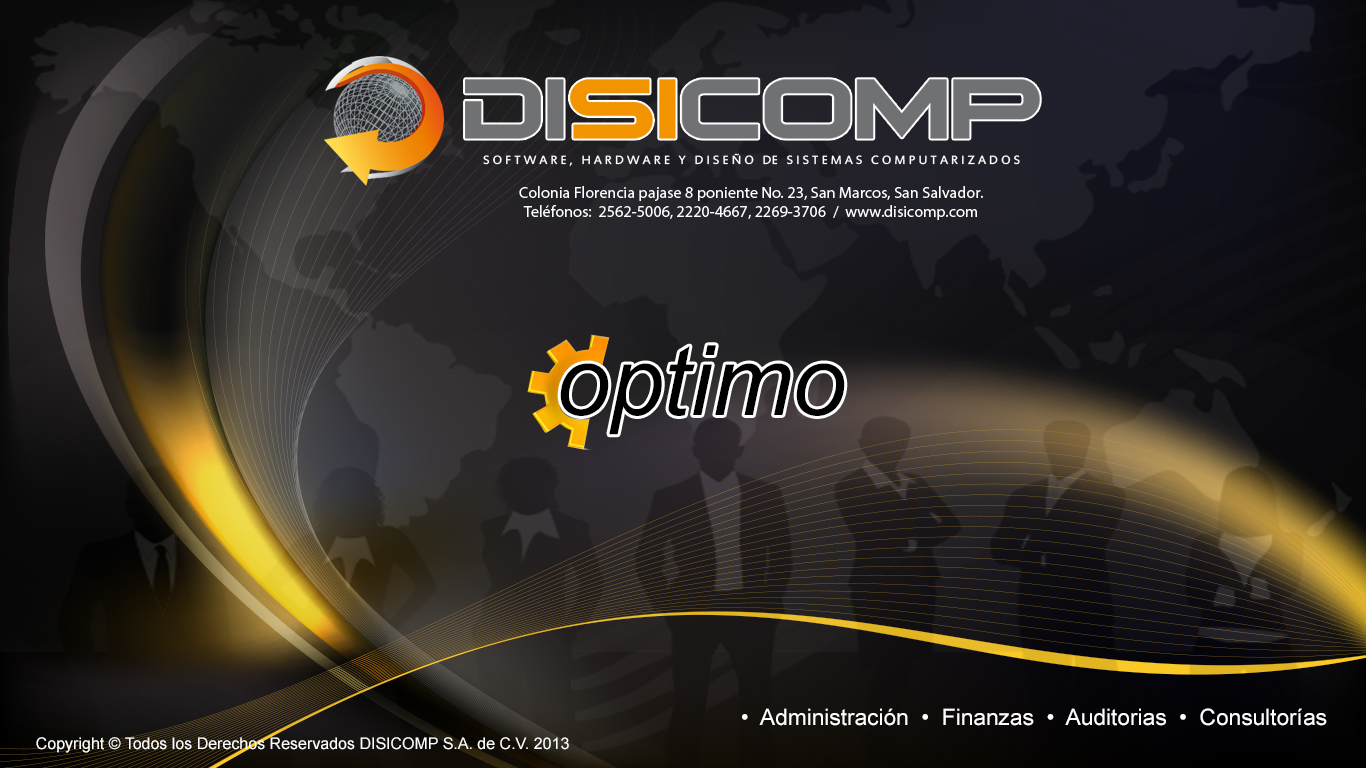 DISICOMP
SOFTWARE, HARDWARE Y DISEÑO DE SISTEMAS COMPUTARIZADOS
Colonia Florencia pajase 8 poniente No. 23, San Marcos, San Salvador.
Teléfonos: 2562-5006, 2220-4667, 2269-3706 / www.disicomp.com
optimo
• Administración • Finanzas • Auditorias • Consultorías
Copyright © Todos los Derechos Reservados DISICOMP S.A. de C.V. 2013